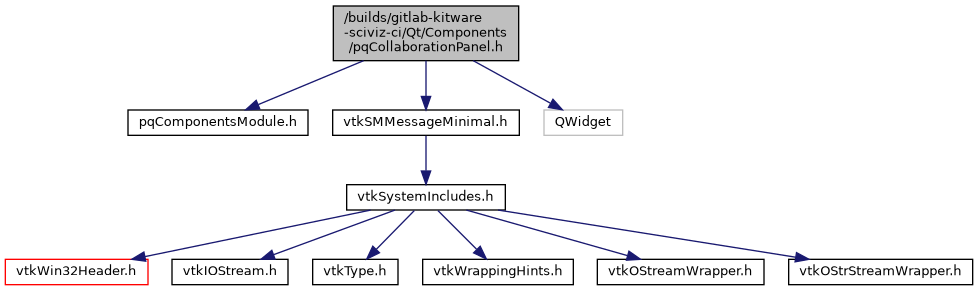 /builds/gitlab-kitware
-sciviz-ci/Qt/Components
/pqCollaborationPanel.h
pqComponentsModule.h
vtkSMMessageMinimal.h
QWidget
vtkSystemIncludes.h
vtkWin32Header.h
vtkIOStream.h
vtkType.h
vtkWrappingHints.h
vtkOStreamWrapper.h
vtkOStrStreamWrapper.h